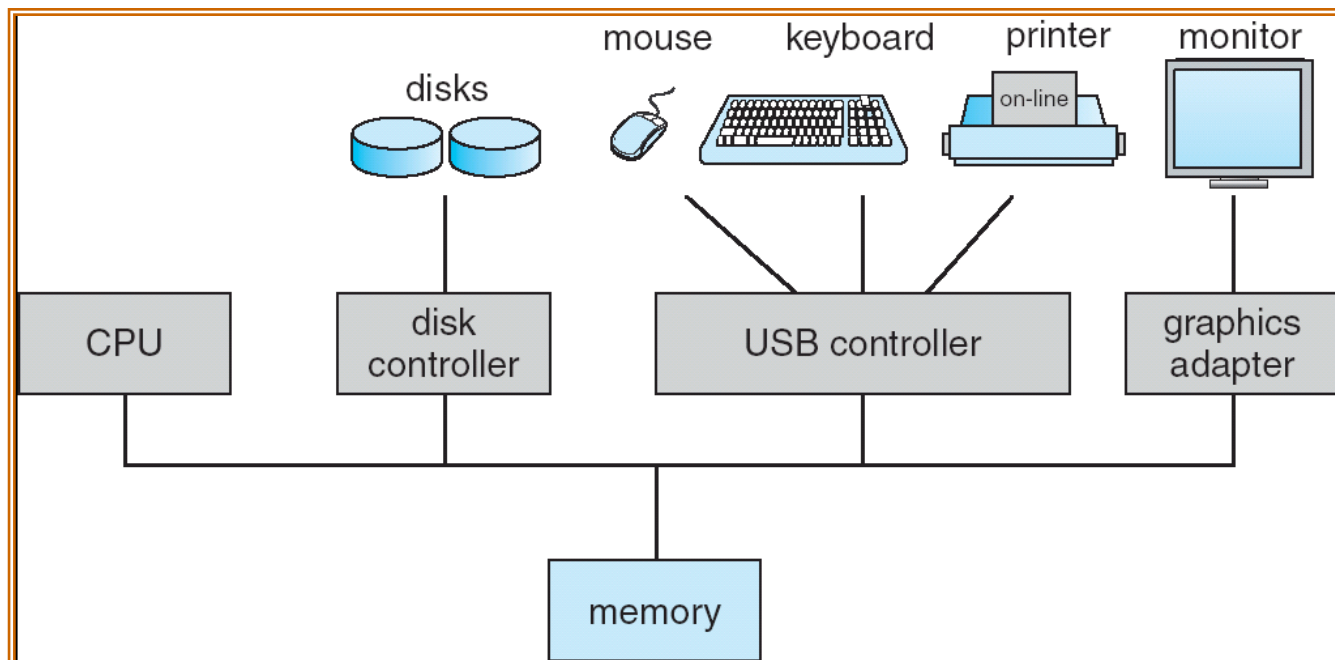 mouse
keyboard
printer
monitor
disks
on-line
CPU
disk
controller
USB controller
graphics
adapter
memory